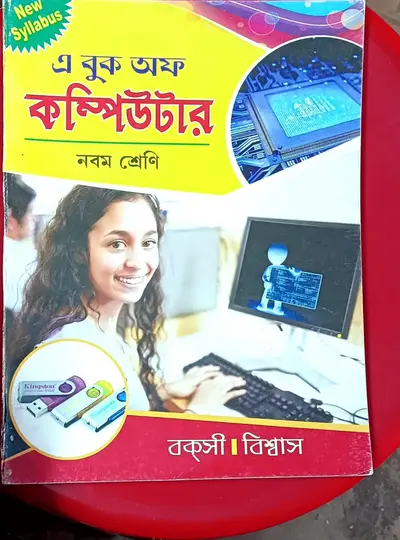 New
Syllabus
এ বুক অফ
কম্পিউটার
নবম শ্রেণি
Kingston
বক্সী বিশ্বাস